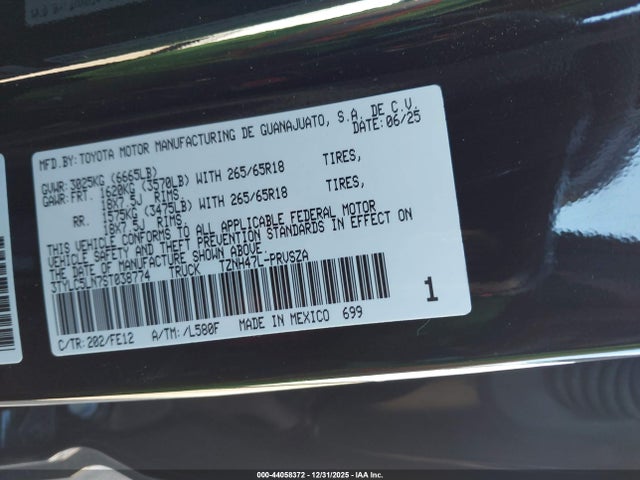 MFD.BY: TOYOTA MOTOR MANUFACTURING DE GUANAJUATO, S.A. DE C.V.
DATE: 06/25
GVWR: 3025KG (6665LB)
GAWR: FRT. 1620KG (3570LB) WITH 265/65R18 TIRES,
18X7.5J RIMS,
RR. 1575KG (3475LB) WITH 265/65R18 TIRES,
18X7.5J RIMS.
THIS VEHICLE CONFORMS TO ALL APPLICABLE FEDERAL MOTOR
VEHICLE SAFETY AND THEFT PREVENTION STANDARDS IN EFFECT ON
THE DATE OF MANUFACTURE SHOWN ABOVE.
3TYLC5LN7ST038774 TRUCK TZNH47L-PRVSZA
1
C/TR: 202/FE12 A/TM: /L580F MADE IN MEXICO 699
000-44058372 - 12/31/2025 - IAA Inc.